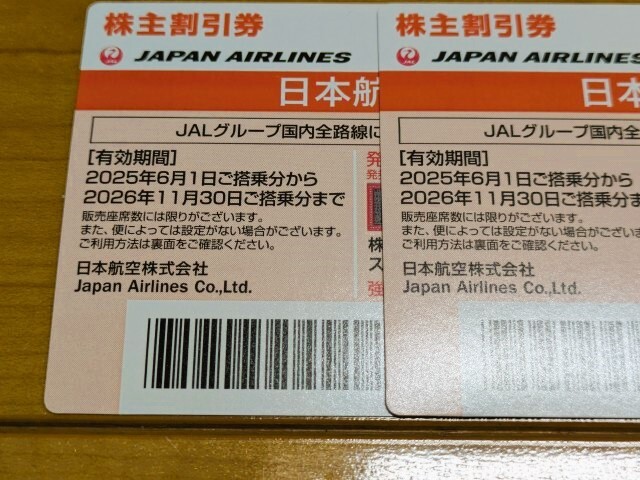 株主割引券
JAL JAPAN AIRLINES
日本航
JALグループ国内全路線に
[有効期間]
2025年6月1日ご搭乗分から
2026年11月30日ご搭乗分まで
販売座席数には限りがございます。
また、便によっては設定がない場合がございます。
ご利用方法は裏面をご確認ください。
日本航空株式会社
Japan Airlines Co.,Ltd.
発
発
株
ス
強
株主割引券
JAL JAPAN AIRLINES
日本
JALグループ国内全
[有効期間]
2025年6月1日ご搭乗分から
2026年11月30日ご搭乗分ま
販売座席数には限りがございます。
また、便によっては設定がない場合がございま
ご利用方法は裏面をご確認ください。
日本航空株式会社
Japan Airlines Co.,Ltd.